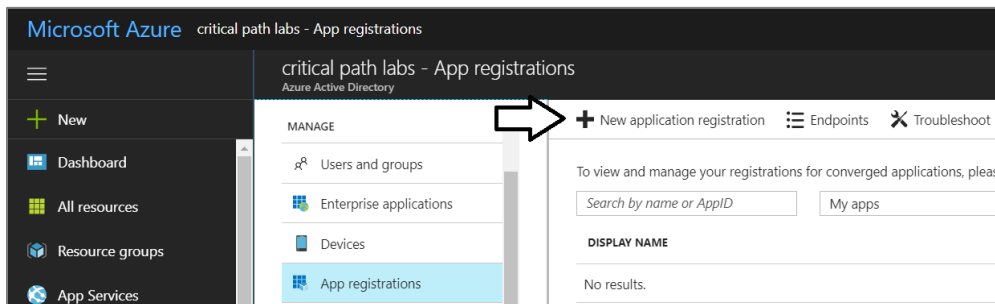 Microsoft Azure critical path labs - App registrations
critical path labs - App registrations
Azure Active Directory
New
Dashboard
All resources
Resource groups
App Services
MANAGE
Users and groups
Enterprise applications
Devices
App registrations
New application registration Endpoints Troubleshoot
To view and manage your registrations for converged applications, pleas
Search by name or AppID My apps
DISPLAY NAME
No results.